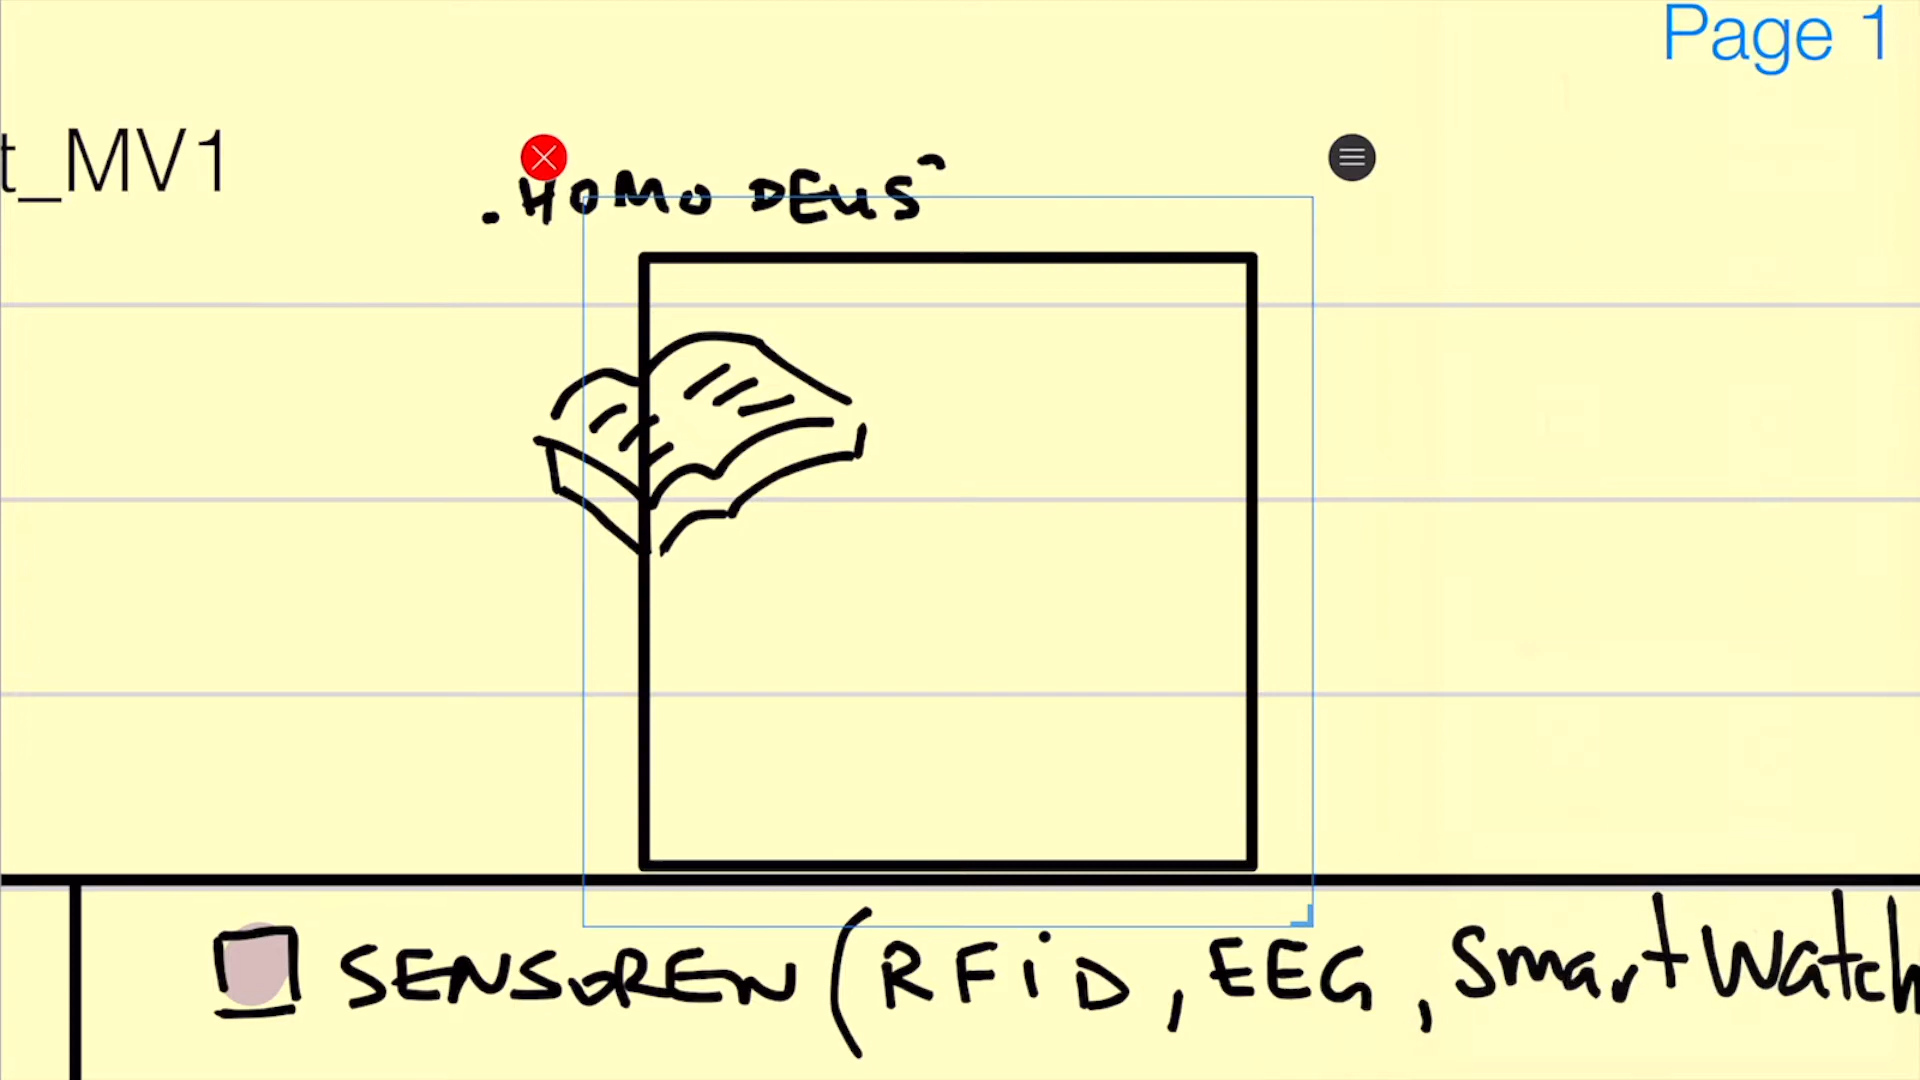 Page 1
t_MV1
"HOMO DEUS"
SENSOREN (RFiD, EEG, SmartWatch